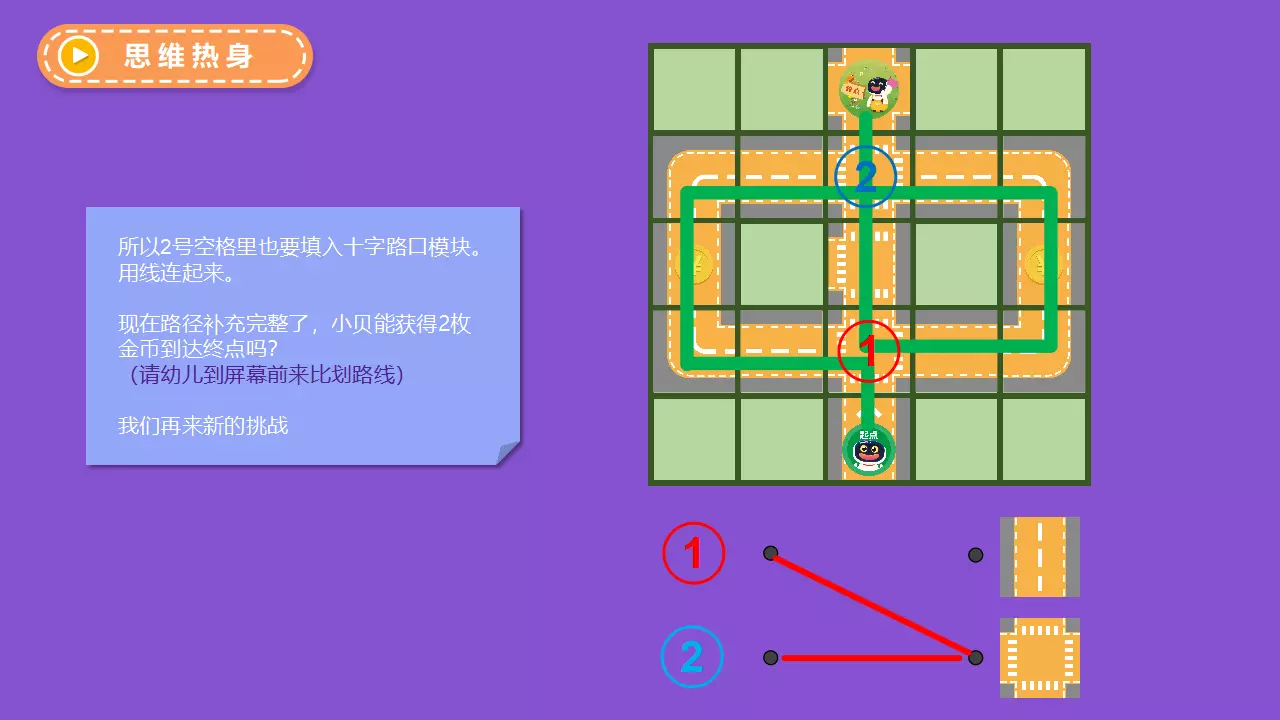 思维热身
所以2号空格里也要填入十字路口模块。
用线连起来。
现在路径补充完整了，小贝能获得2枚
金币到达终点吗？
（请幼儿到屏幕前来比划路线）
我们再来新的挑战
终点
2
¥
¥
1
起点
1
2